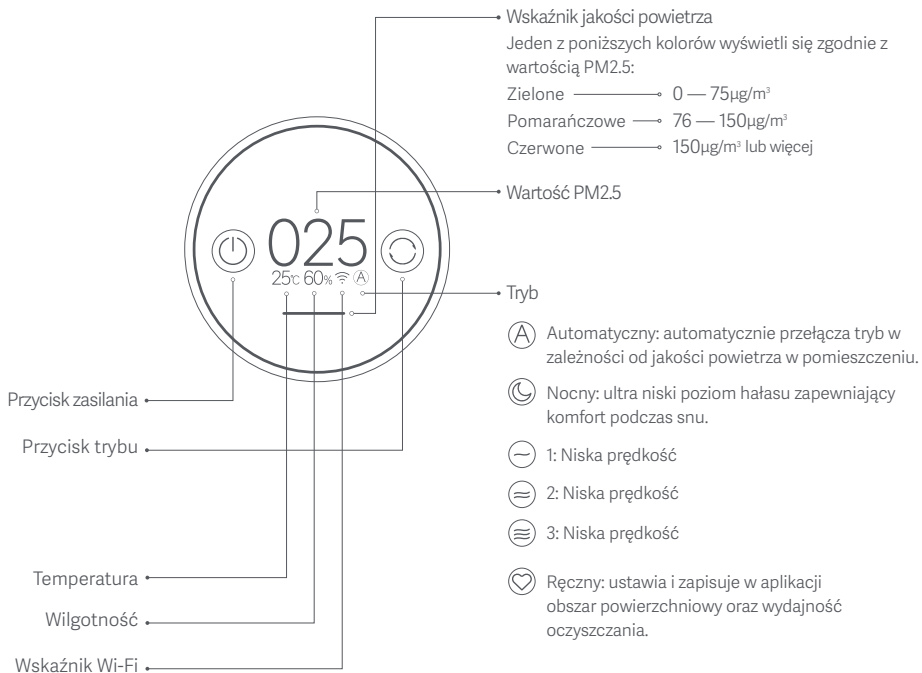 Wskaźnik jakości powietrza
Jeden z poniższych kolorów wyświetli się zgodnie z
wartością PM2.5:
Zielone 0 — 75µg/m³
Pomarańczowe 76 — 150µg/m³
Czerwone 150µg/m³ lub więcej
Wartość PM2.5
025
25℃ 60% A
Tryb
A Automatyczny: automatycznie przełącza tryb w
zależności od jakości powietrza w pomieszczeniu.
Nocny: ultra niski poziom hałasu zapewniający
komfort podczas snu.
1: Niska prędkość
2: Niska prędkość
3: Niska prędkość
Ręczny: ustawia i zapisuje w aplikacji
obszar powierzchniowy oraz wydajność
oczyszczania.
Przycisk zasilania
Przycisk trybu
Temperatura
Wilgotność
Wskaźnik Wi-Fi